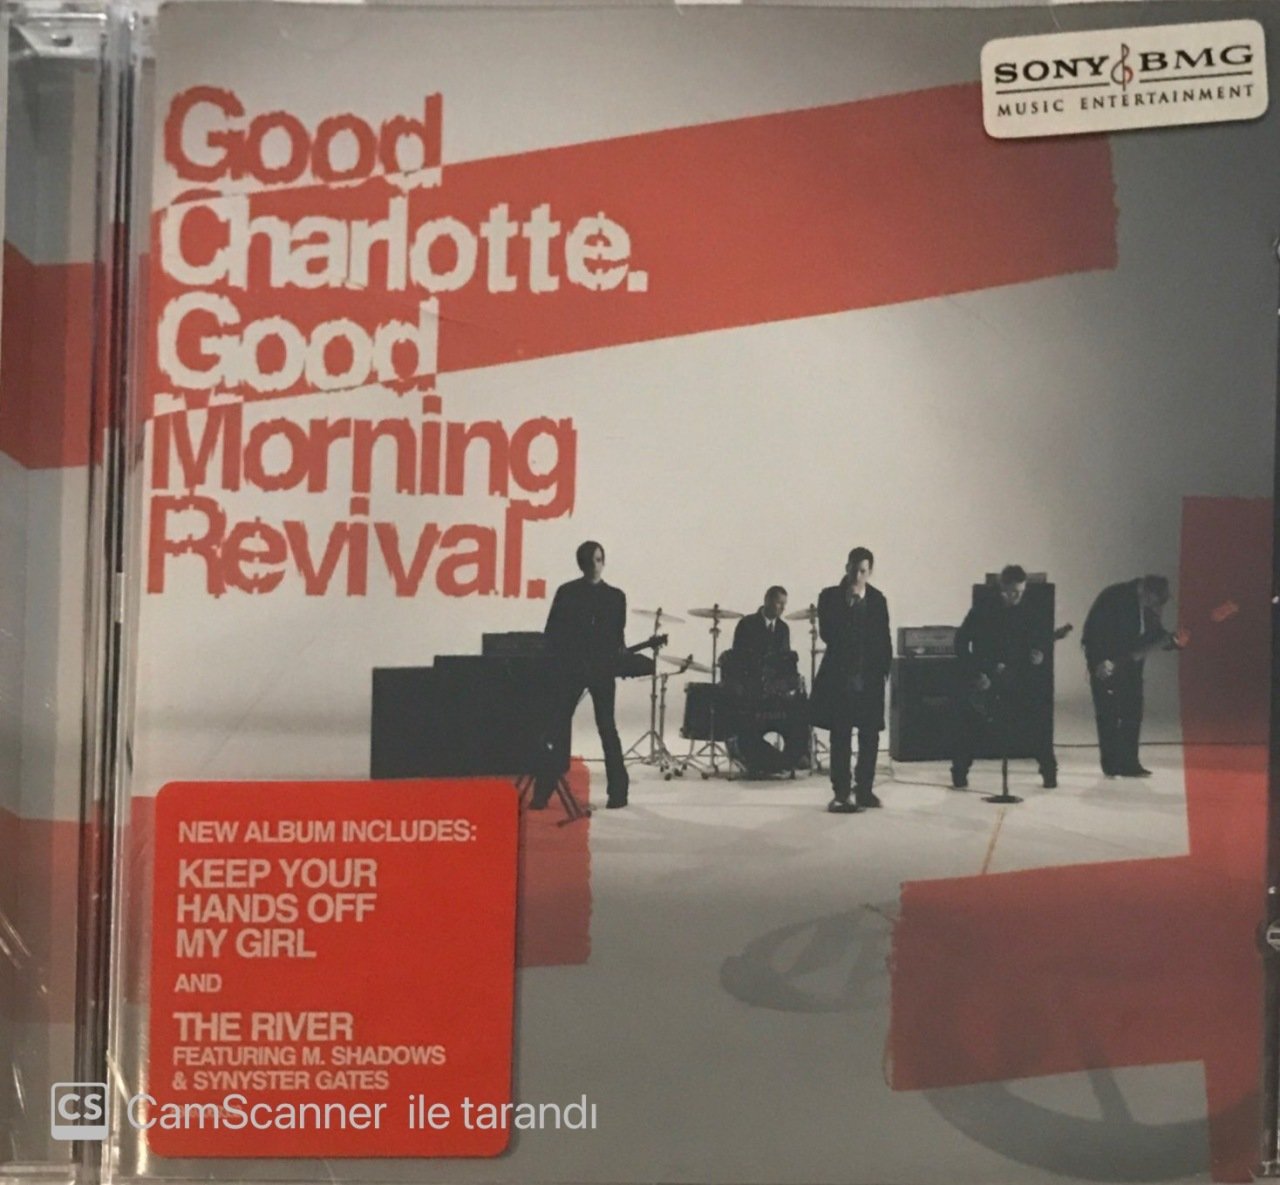 Good
Charlotte.
Good
Morning
Revival.
SONY BMG
MUSIC ENTERTAINMENT
NEW ALBUM INCLUDES:
KEEP YOUR
HANDS OFF
MY GIRL
AND
THE RIVER
FEATURING M. SHADOWS
& SYNYSTER GATES
CS CamScanner ile tarandı